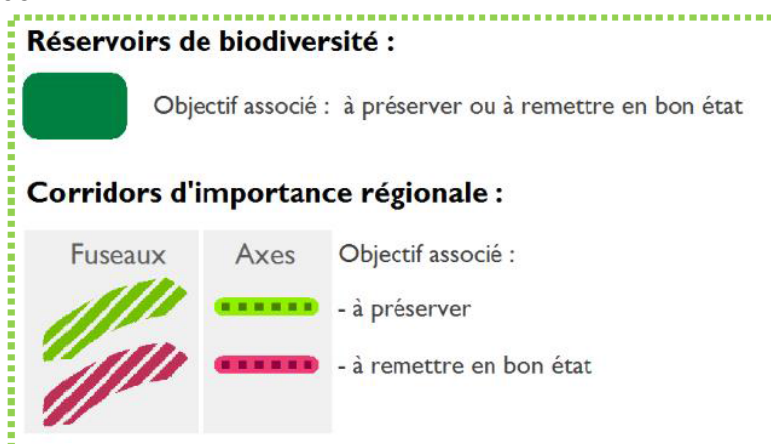 Réservoirs de biodiversité :
Objectif associé : à préserver ou à remettre en bon état
Corridors d'importance régionale :
Fuseaux Axes Objectif associé :
- à préserver
- à remettre en bon état